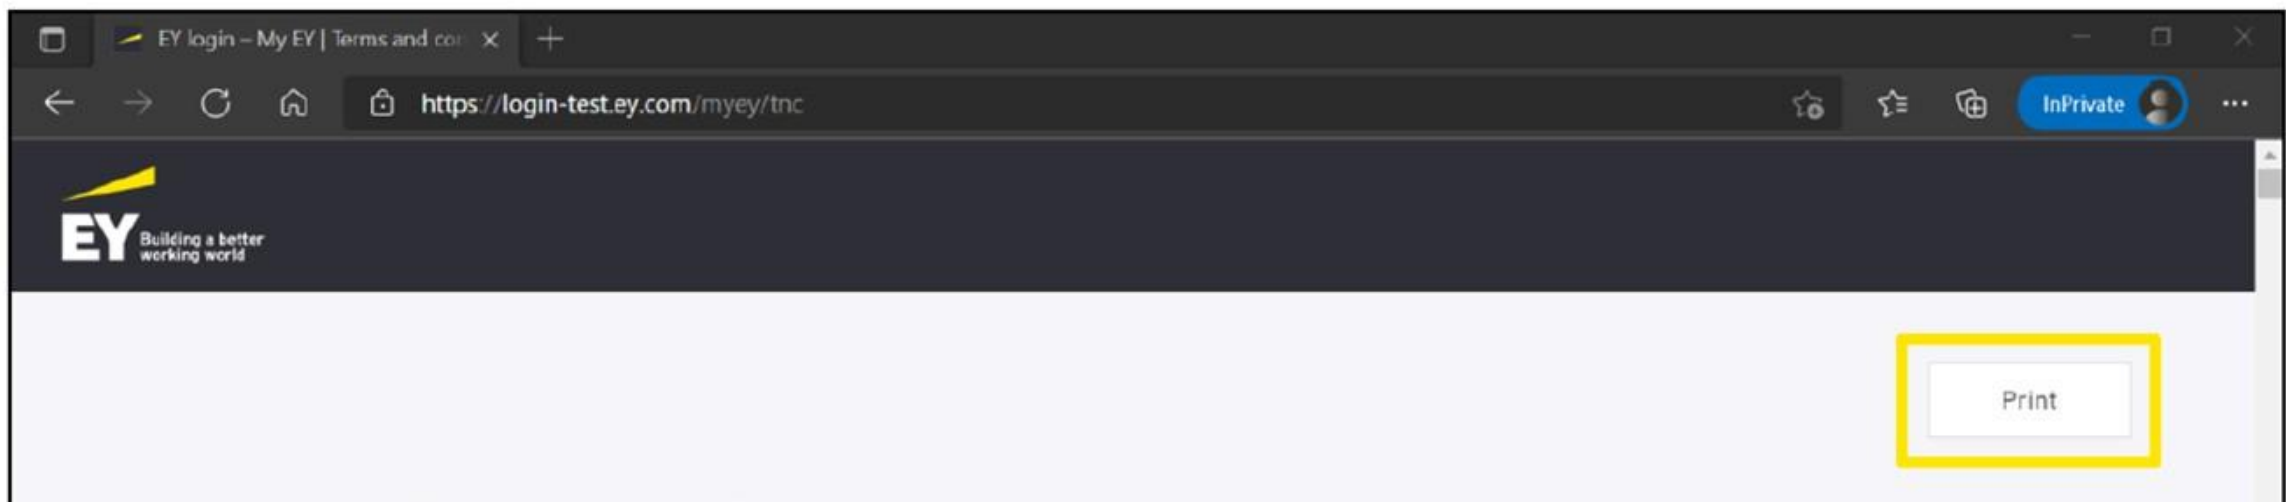 EY login – My EY | Terms and con
https://login-test.ey.com/myey/tnc
InPrivate
EY
Building a better
working world
Print